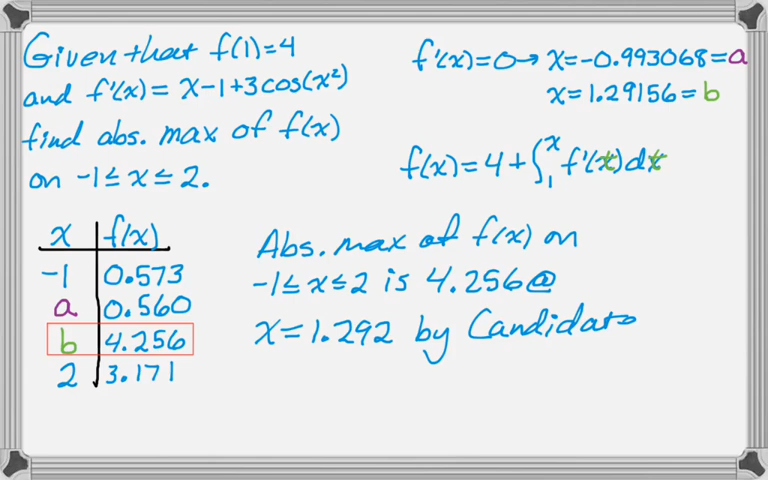 Given that f(1)=4
and f'(x)= x-1+3cos(x²)
find abs. max of f(x)
on -1≤x≤2.
f'(x)=0→ x=-0.993068=a
x=1.29156=b
f(x)=4+∫₁ˣ f'(t)dt
x f(x)
-1 0.573
a 0.560
b 4.256
2 3.171
Abs. max of f(x) on
-1≤x≤2 is 4.256@
x=1.292 by Candidate